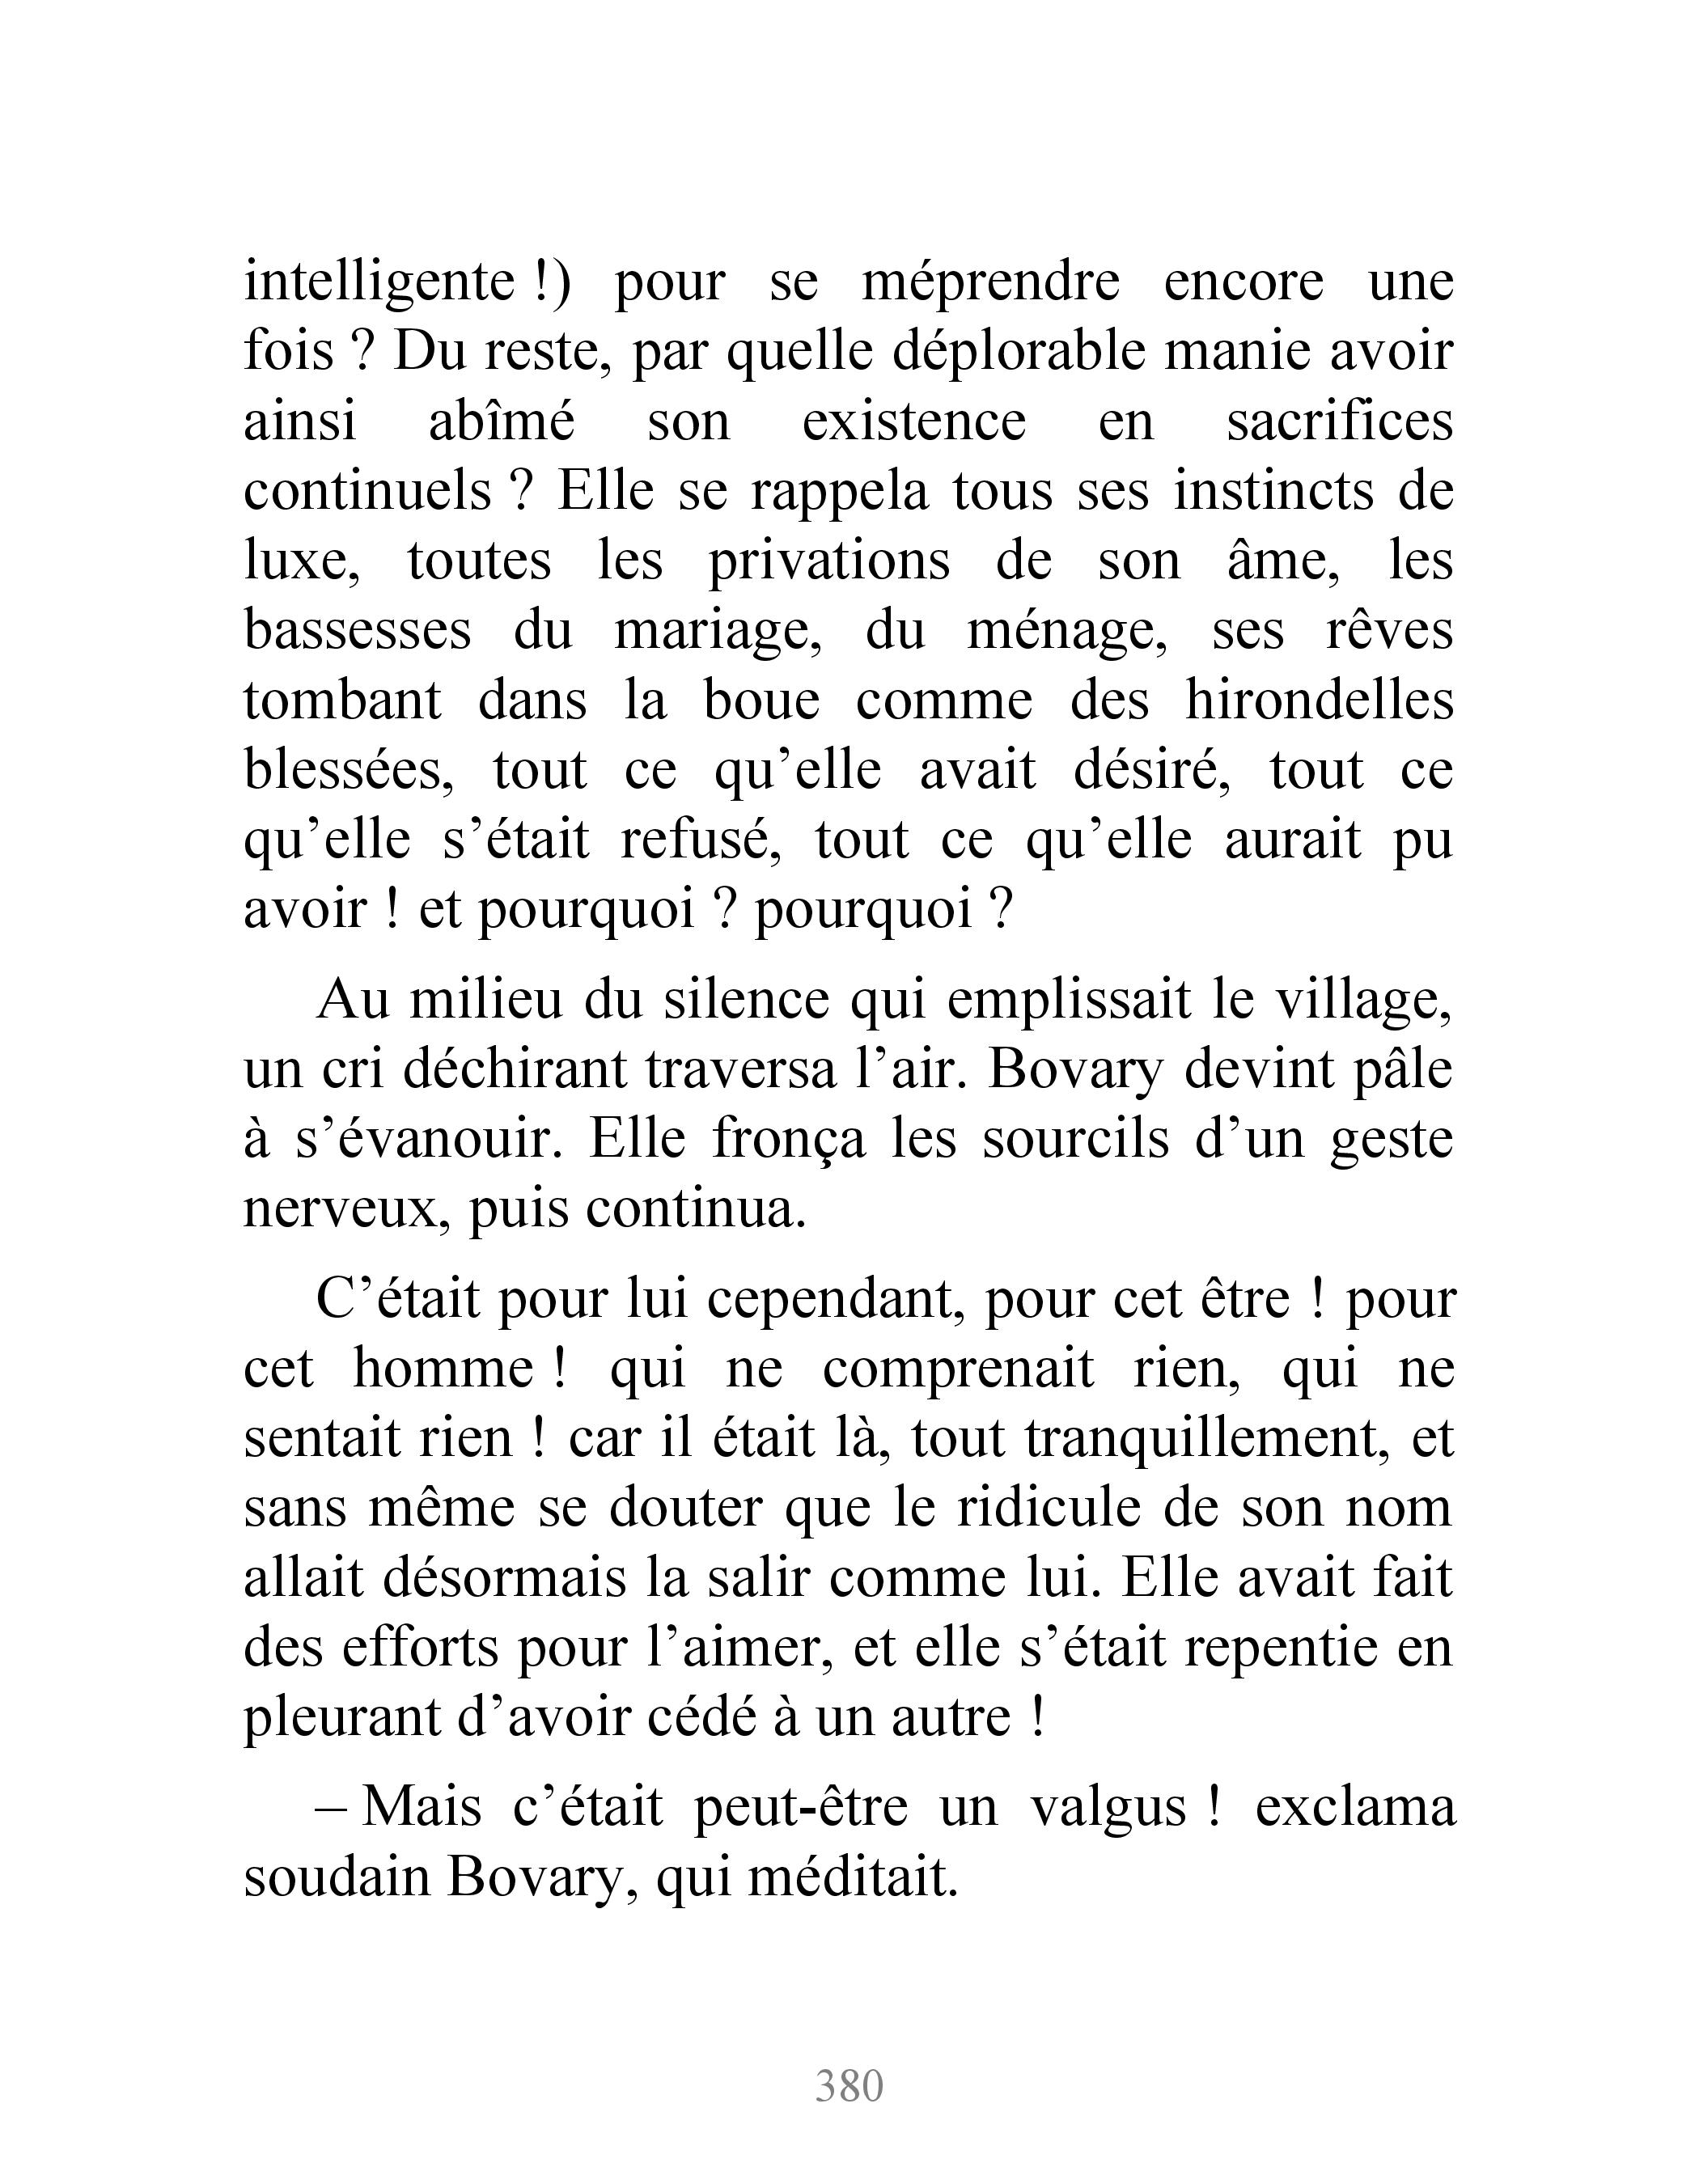 intelligente !) pour se méprendre encore une
fois ? Du reste, par quelle déplorable manie avoir
ainsi abîmé son existence en sacrifices
continuels ? Elle se rappela tous ses instincts de
luxe, toutes les privations de son âme, les
bassesses du mariage, du ménage, ses rêves
tombant dans la boue comme des hirondelles
blessées, tout ce qu’elle avait désiré, tout ce
qu’elle s’était refusé, tout ce qu’elle aurait pu
avoir ! et pourquoi ? pourquoi ?
Au milieu du silence qui emplissait le village,
un cri déchirant traversa l’air. Bovary devint pâle
à s’évanouir. Elle fronça les sourcils d’un geste
nerveux, puis continua.
C’était pour lui cependant, pour cet être ! pour
cet homme ! qui ne comprenait rien, qui ne
sentait rien ! car il était là, tout tranquillement, et
sans même se douter que le ridicule de son nom
allait désormais la salir comme lui. Elle avait fait
des efforts pour l’aimer, et elle s’était repentie en
pleurant d’avoir cédé à un autre !
– Mais c’était peut-être un valgus ! exclama
soudain Bovary, qui méditait.
380